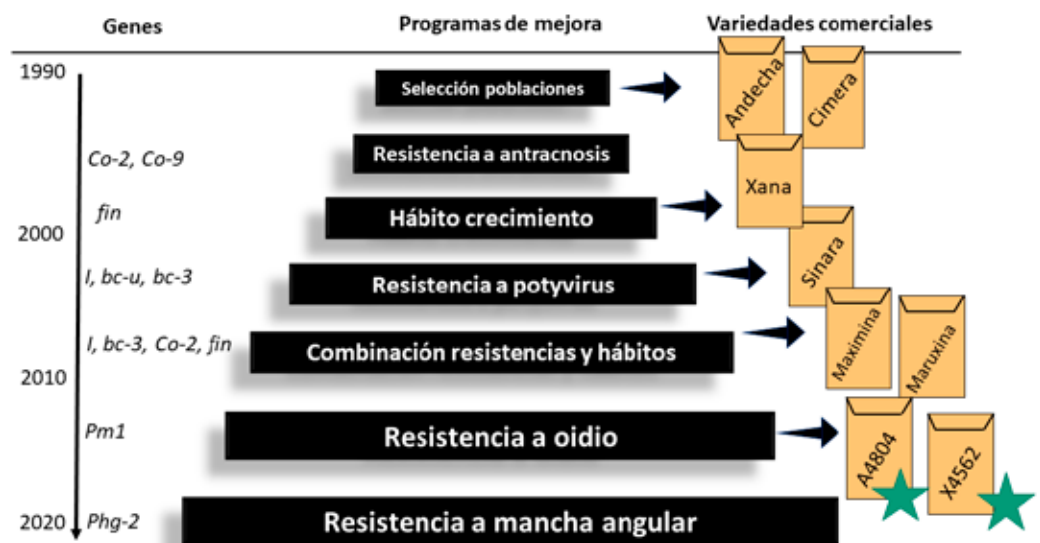 Genes
Programas de mejora
Variedades comerciales
1990
Selección poblaciones
Andecha
Cimera
Co-2, Co-9
Resistencia a antracnosis
Xana
fin
Hábito crecimiento
2000
I, bc-u, bc-3
Resistencia a potyvirus
Sinara
I, bc-3, Co-2, fin
Combinación resistencias y hábitos
Maximina
Maruxina
2010
Pm1
Resistencia a oidio
A4804
X4562
2020
Phg-2
Resistencia a mancha angular